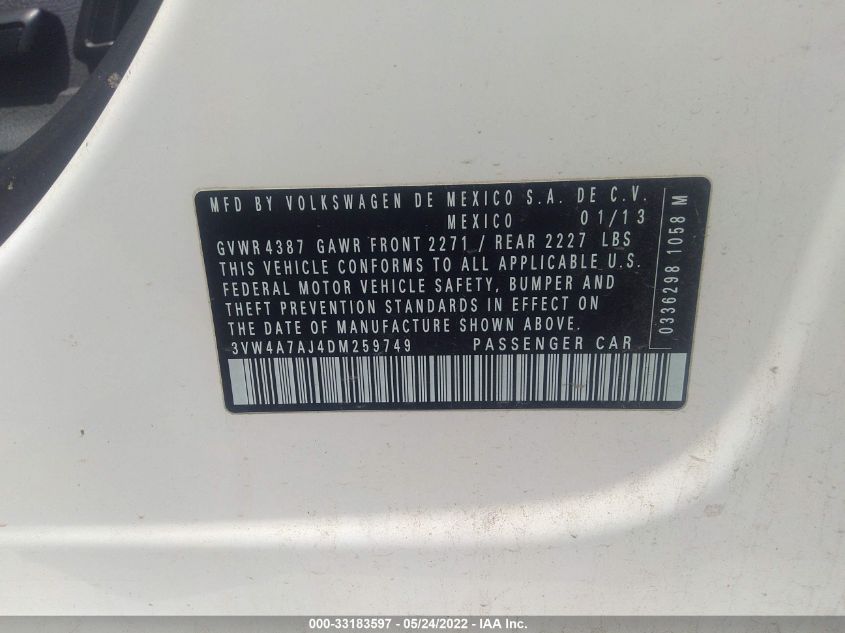 MFD BY VOLKSWAGEN DE MEXICO S.A. DE C.V.
MEXICO 01/13
GVWR 4387 GAWR FRONT 2271 / REAR 2227 LBS
THIS VEHICLE CONFORMS TO ALL APPLICABLE U.S.
FEDERAL MOTOR VEHICLE SAFETY, BUMPER AND
THEFT PREVENTION STANDARDS IN EFFECT ON
THE DATE OF MANUFACTURE SHOWN ABOVE.
3VW4A7AJ4DM259749 PASSENGER CAR
0336298 1058 M
000-33183597 - 05/24/2022 - IAA Inc.